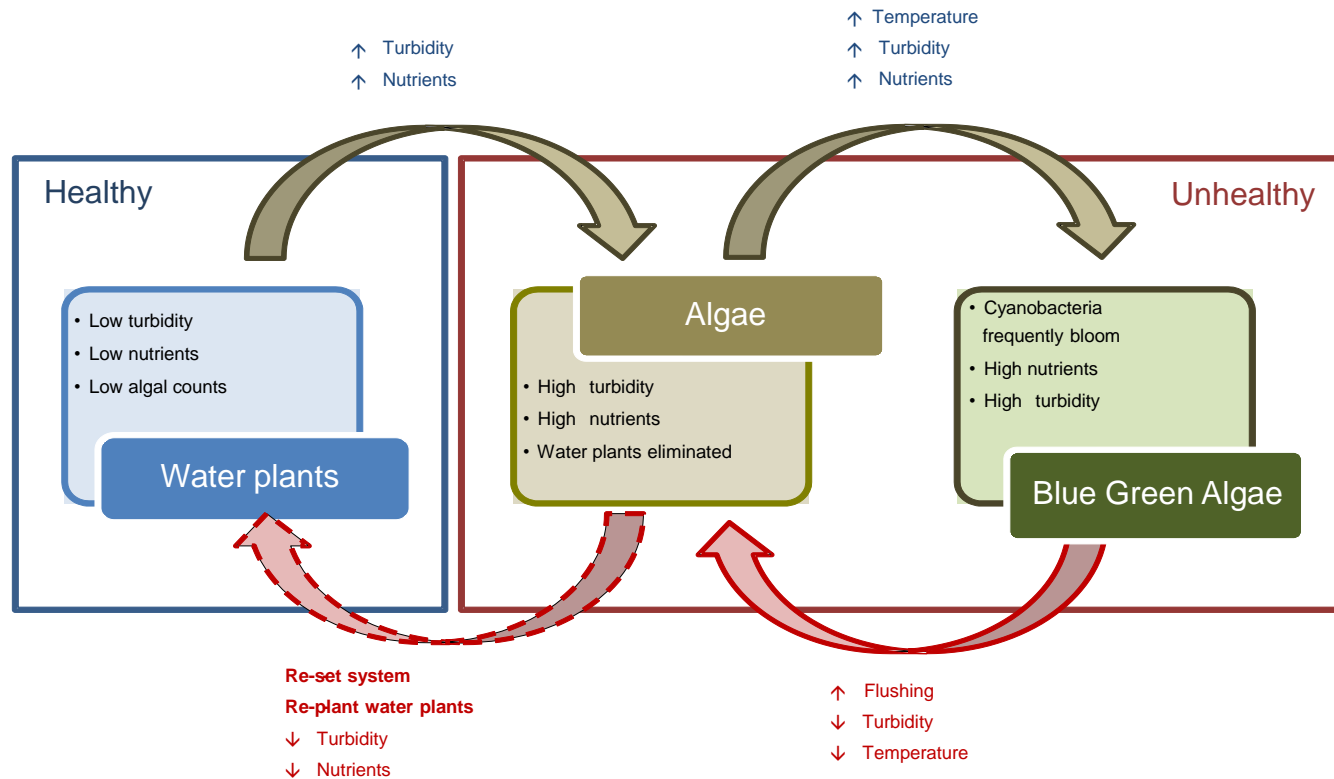 ↑ Turbidity
↑ Nutrients
↑ Temperature
↑ Turbidity
↑ Nutrients
Healthy
Unhealthy
• Low turbidity
• Low nutrients
• Low algal counts
Water plants
Algae
• High turbidity
• High nutrients
• Water plants eliminated
• Cyanobacteria
frequently bloom
• High nutrients
• High turbidity
Blue Green Algae
Re-set system
Re-plant water plants
↓ Turbidity
↓ Nutrients
↑ Flushing
↓ Turbidity
↓ Temperature